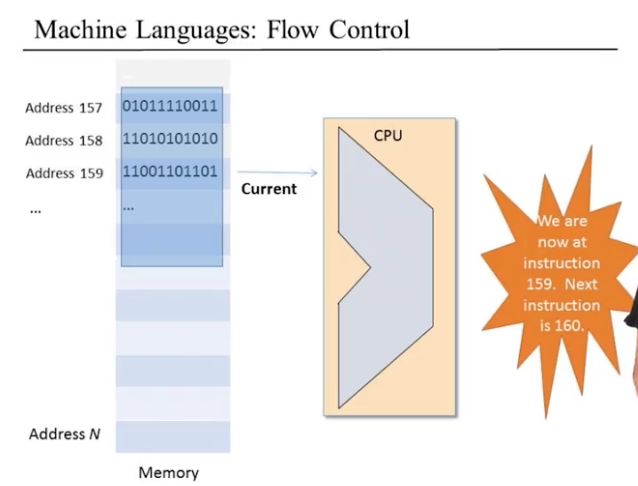 Machine Languages: Flow Control
Address 157 01011110011
Address 158 11010101010
Address 159 11001101101
... ...
Current
CPU
We are
now at
instruction
159. Next
instruction
is 160.
Address N
Memory